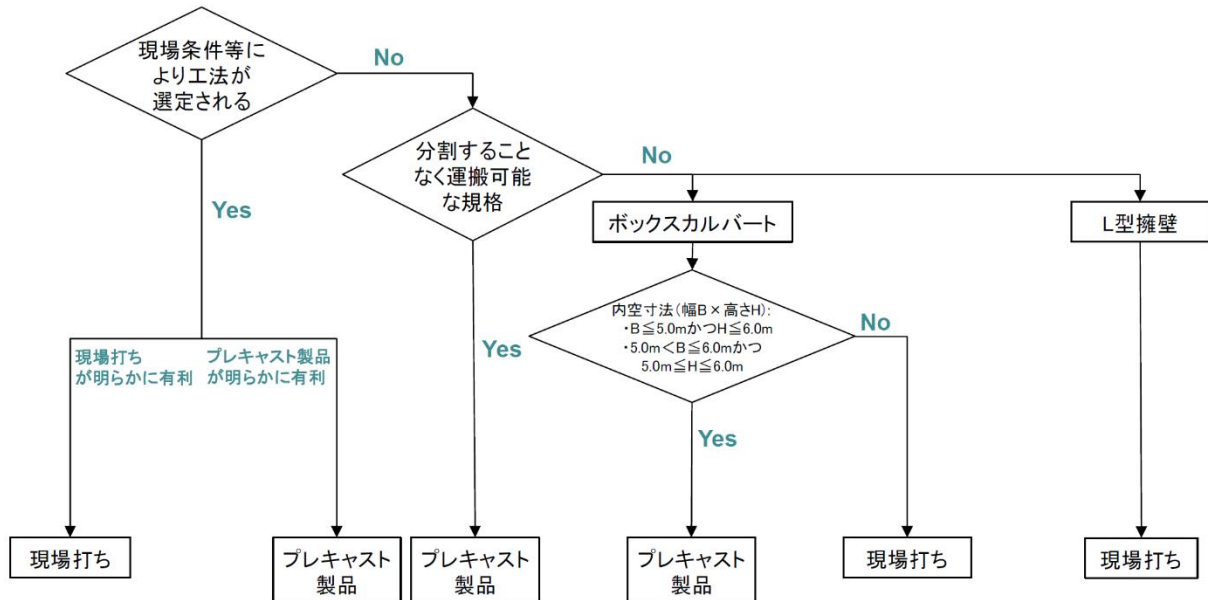 現場条件等に
より工法が
選定される
No
分割すること
なく運搬可能
な規格
No
Yes
ボックスカルバート
L型擁壁
内空寸法(幅B×高さH):
・B≦5.0mかつH≦6.0m
・5.0m<B≦6.0mかつ
5.0m≦H≦6.0m
No
現場打ち
が明らかに有利
プレキャスト製品
が明らかに有利
Yes
Yes
現場打ち
プレキャスト
製品
プレキャスト
製品
プレキャスト
製品
現場打ち
現場打ち